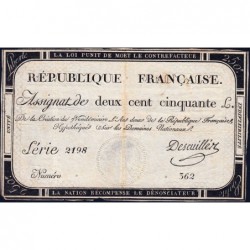 LA LOI PUNIT DE MORT LE CONTREFACTEUR
RÉPUBLIQUE FRANÇAISE.
Assignat de deux cent cinquante L.
De la Création du Vendémiaire l'An deux de la République Française,
Hypothéqué sur les Domaines Nationaux.
Série 2198
Numéro 362
LA NATION RÉCOMPENSE LE DÉNONCIATEUR